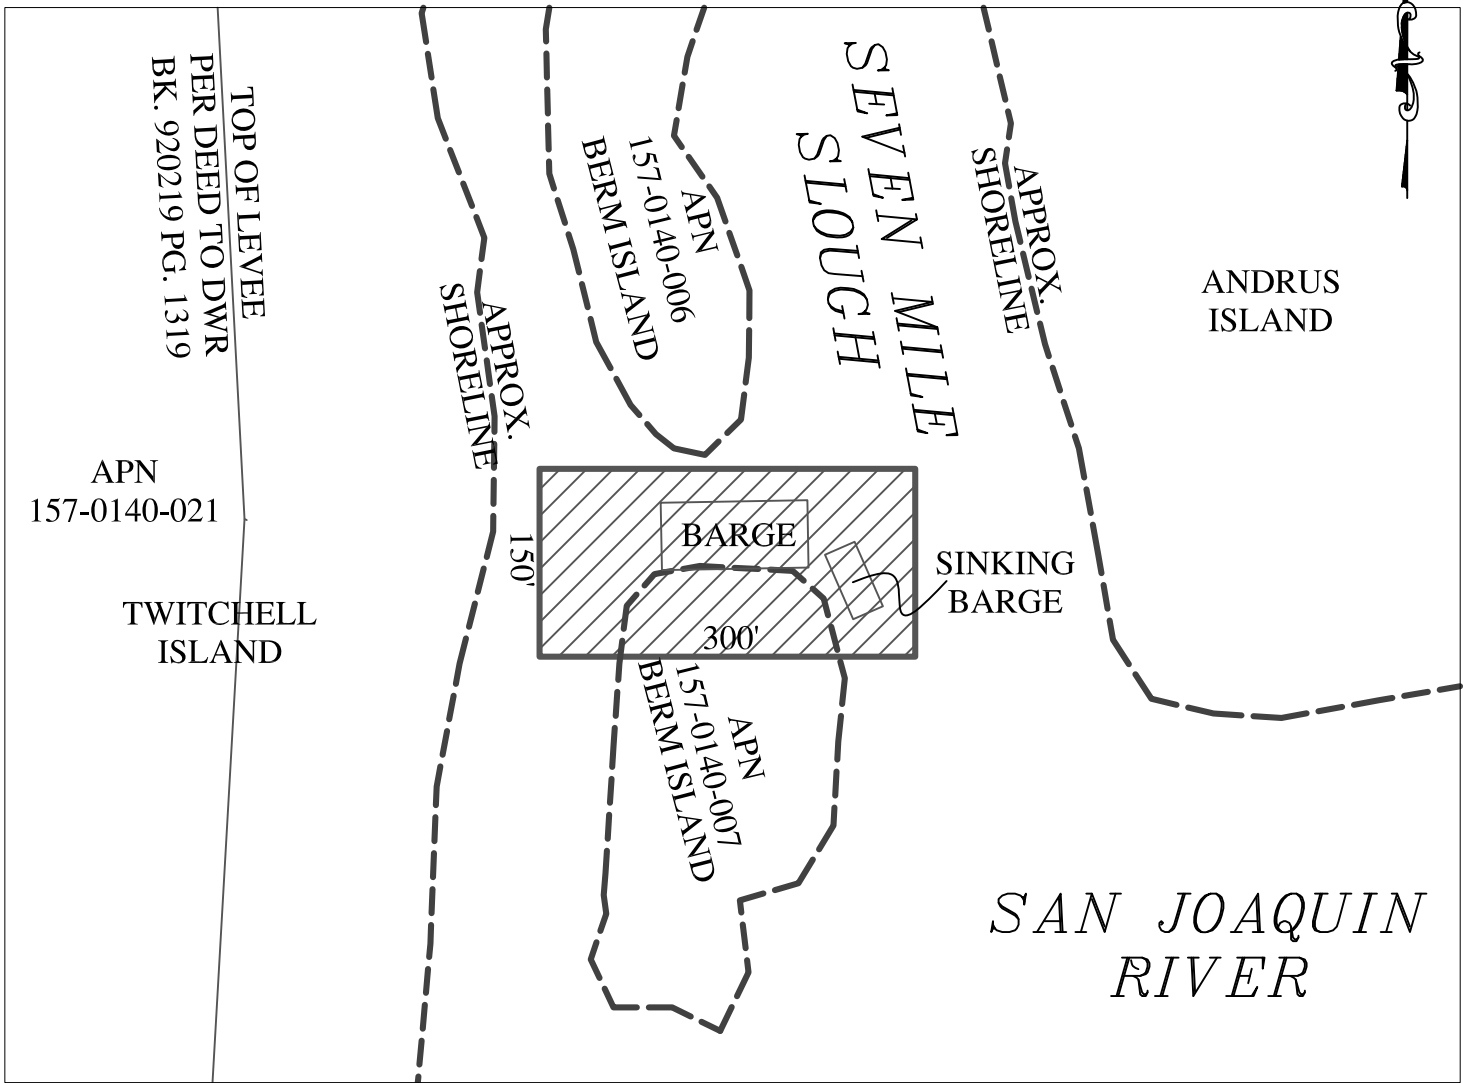 TOP OF LEVEE
PER DEED TO DWR
BK. 920219 PG. 1319
APPROX.
SHORELINE
APN
157-0140-006
BERM ISLAND
SEVEN MILE
SLOUGH
APPROX.
SHORELINE
ANDRUS
ISLAND
APN
157-0140-021
TWITCHELL
ISLAND
150'
BARGE
300'
SINKING
BARGE
APN
157-0140-007
BERM ISLAND
SAN JOAQUIN
RIVER